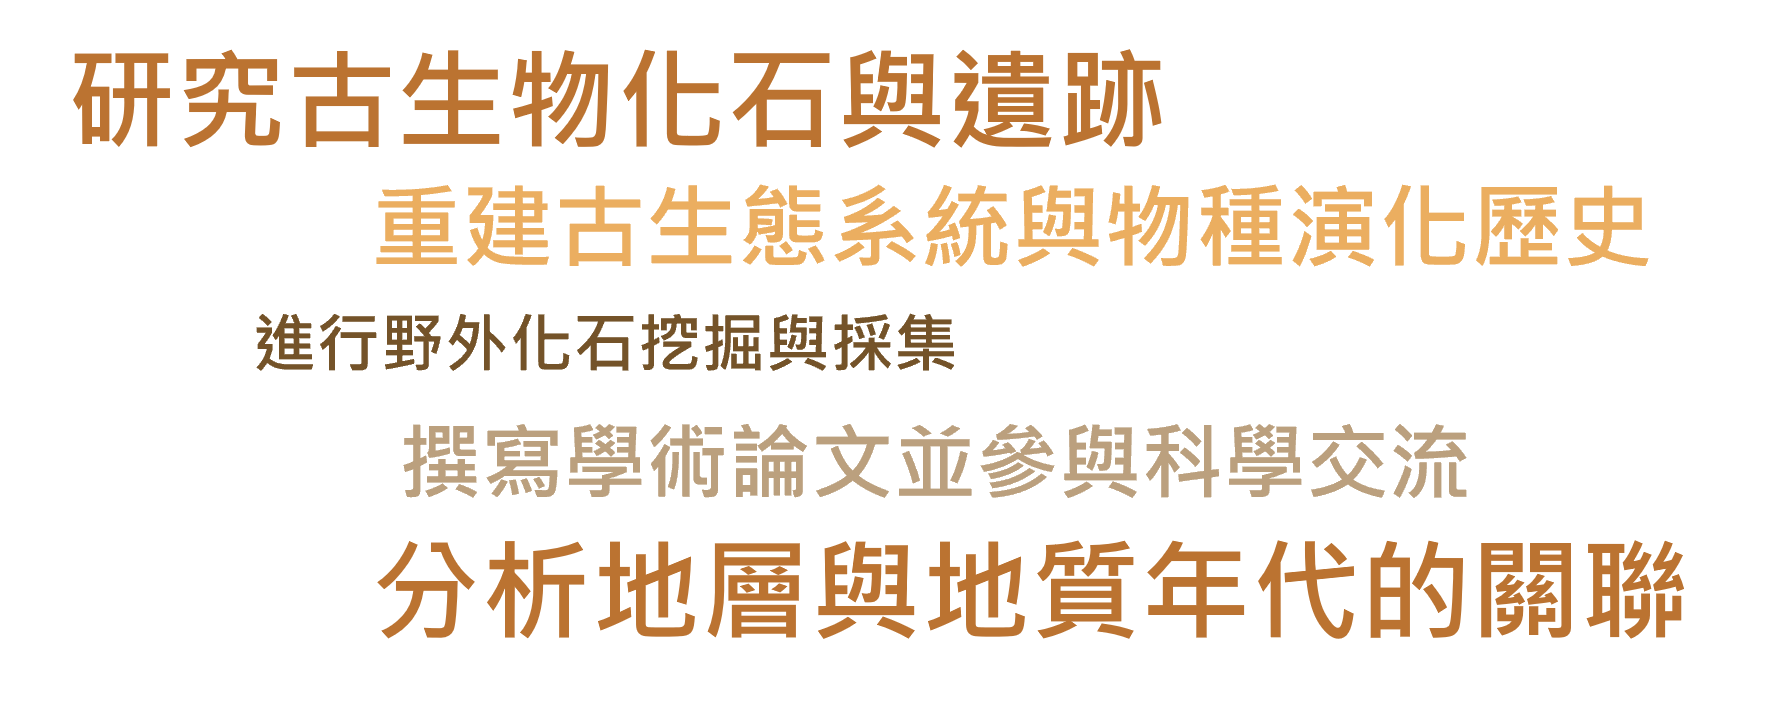 研究古生物化石與遺跡
重建古生態系統與物種演化歷史
進行野外化石挖掘與採集
撰寫學術論文並參與科學交流
分析地層與地質年代的關聯